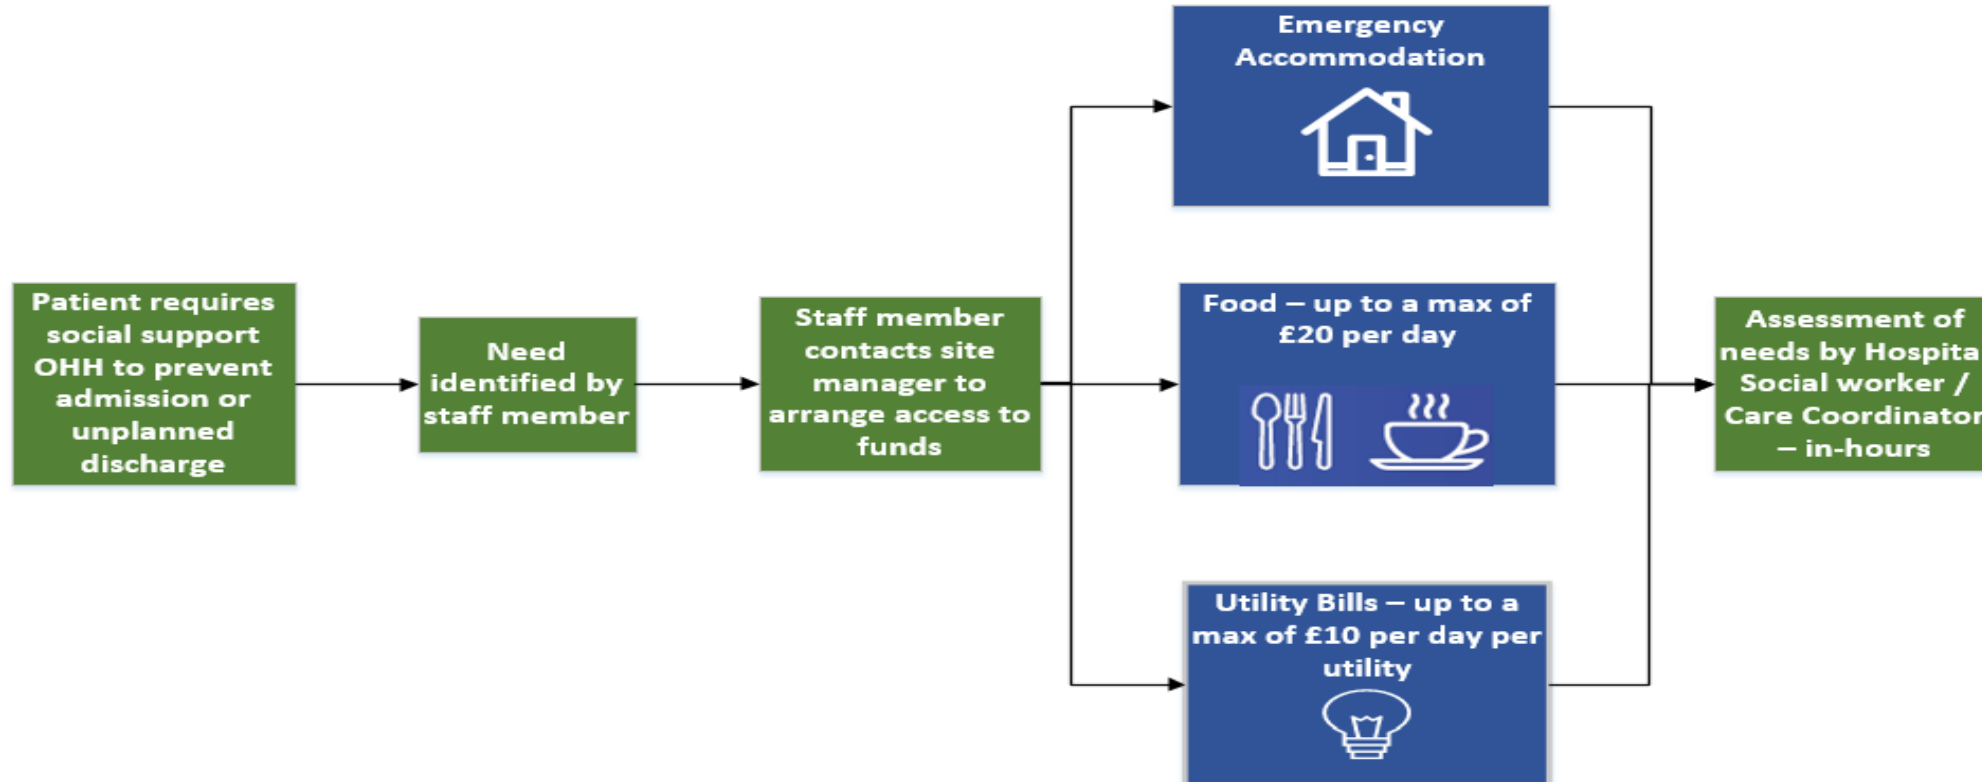 Patient requires
social support
OHH to prevent
admission or
unplanned
discharge
Need
identified by
staff member
Staff member
contacts site
manager to
arrange access to
funds
Emergency
Accommodation
Food – up to a max of
£20 per day
Utility Bills – up to a
max of £10 per day per
utility
Assessment of
needs by Hospita
Social worker /
Care Coordinator
– in-hours